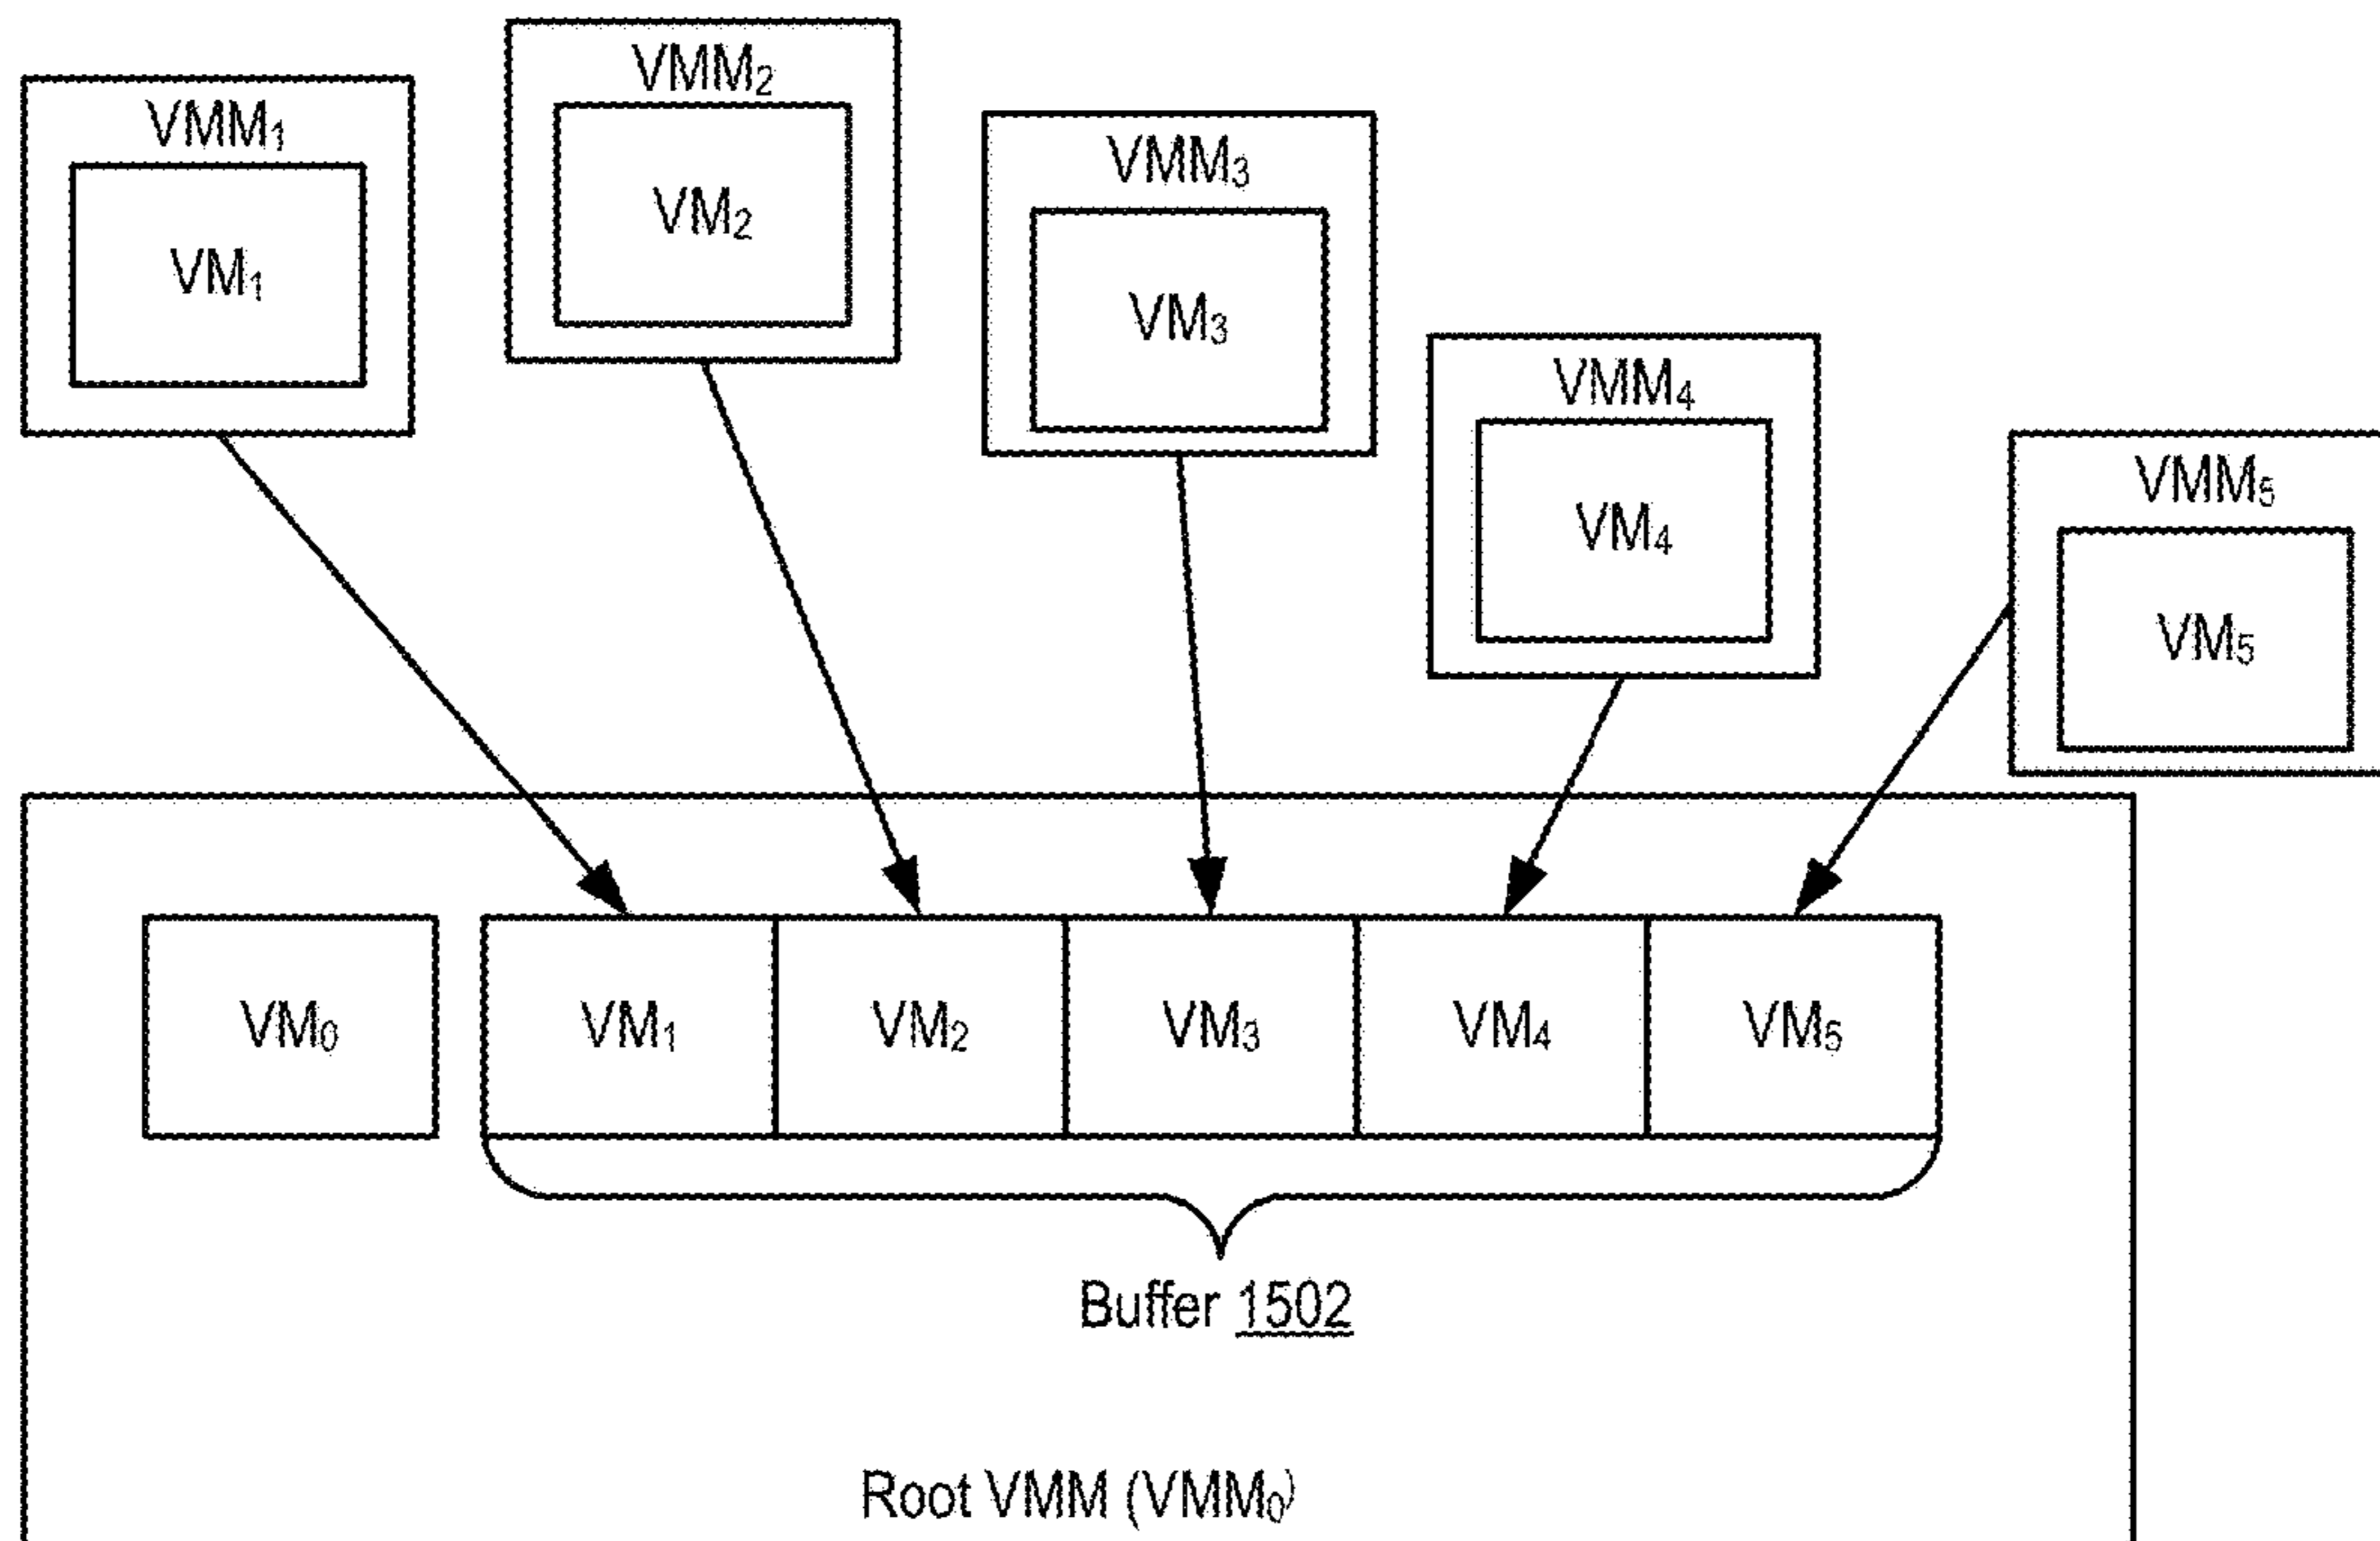 VMM₁
VM₁
VMM₂
VM₂
VMM₃
VM₃
VMM₄
VM₄
VMM₅
VM₅
VM₀
VM₁
VM₂
VM₃
VM₄
VM₅
Buffer 1502
Root VMM (VMM₀)